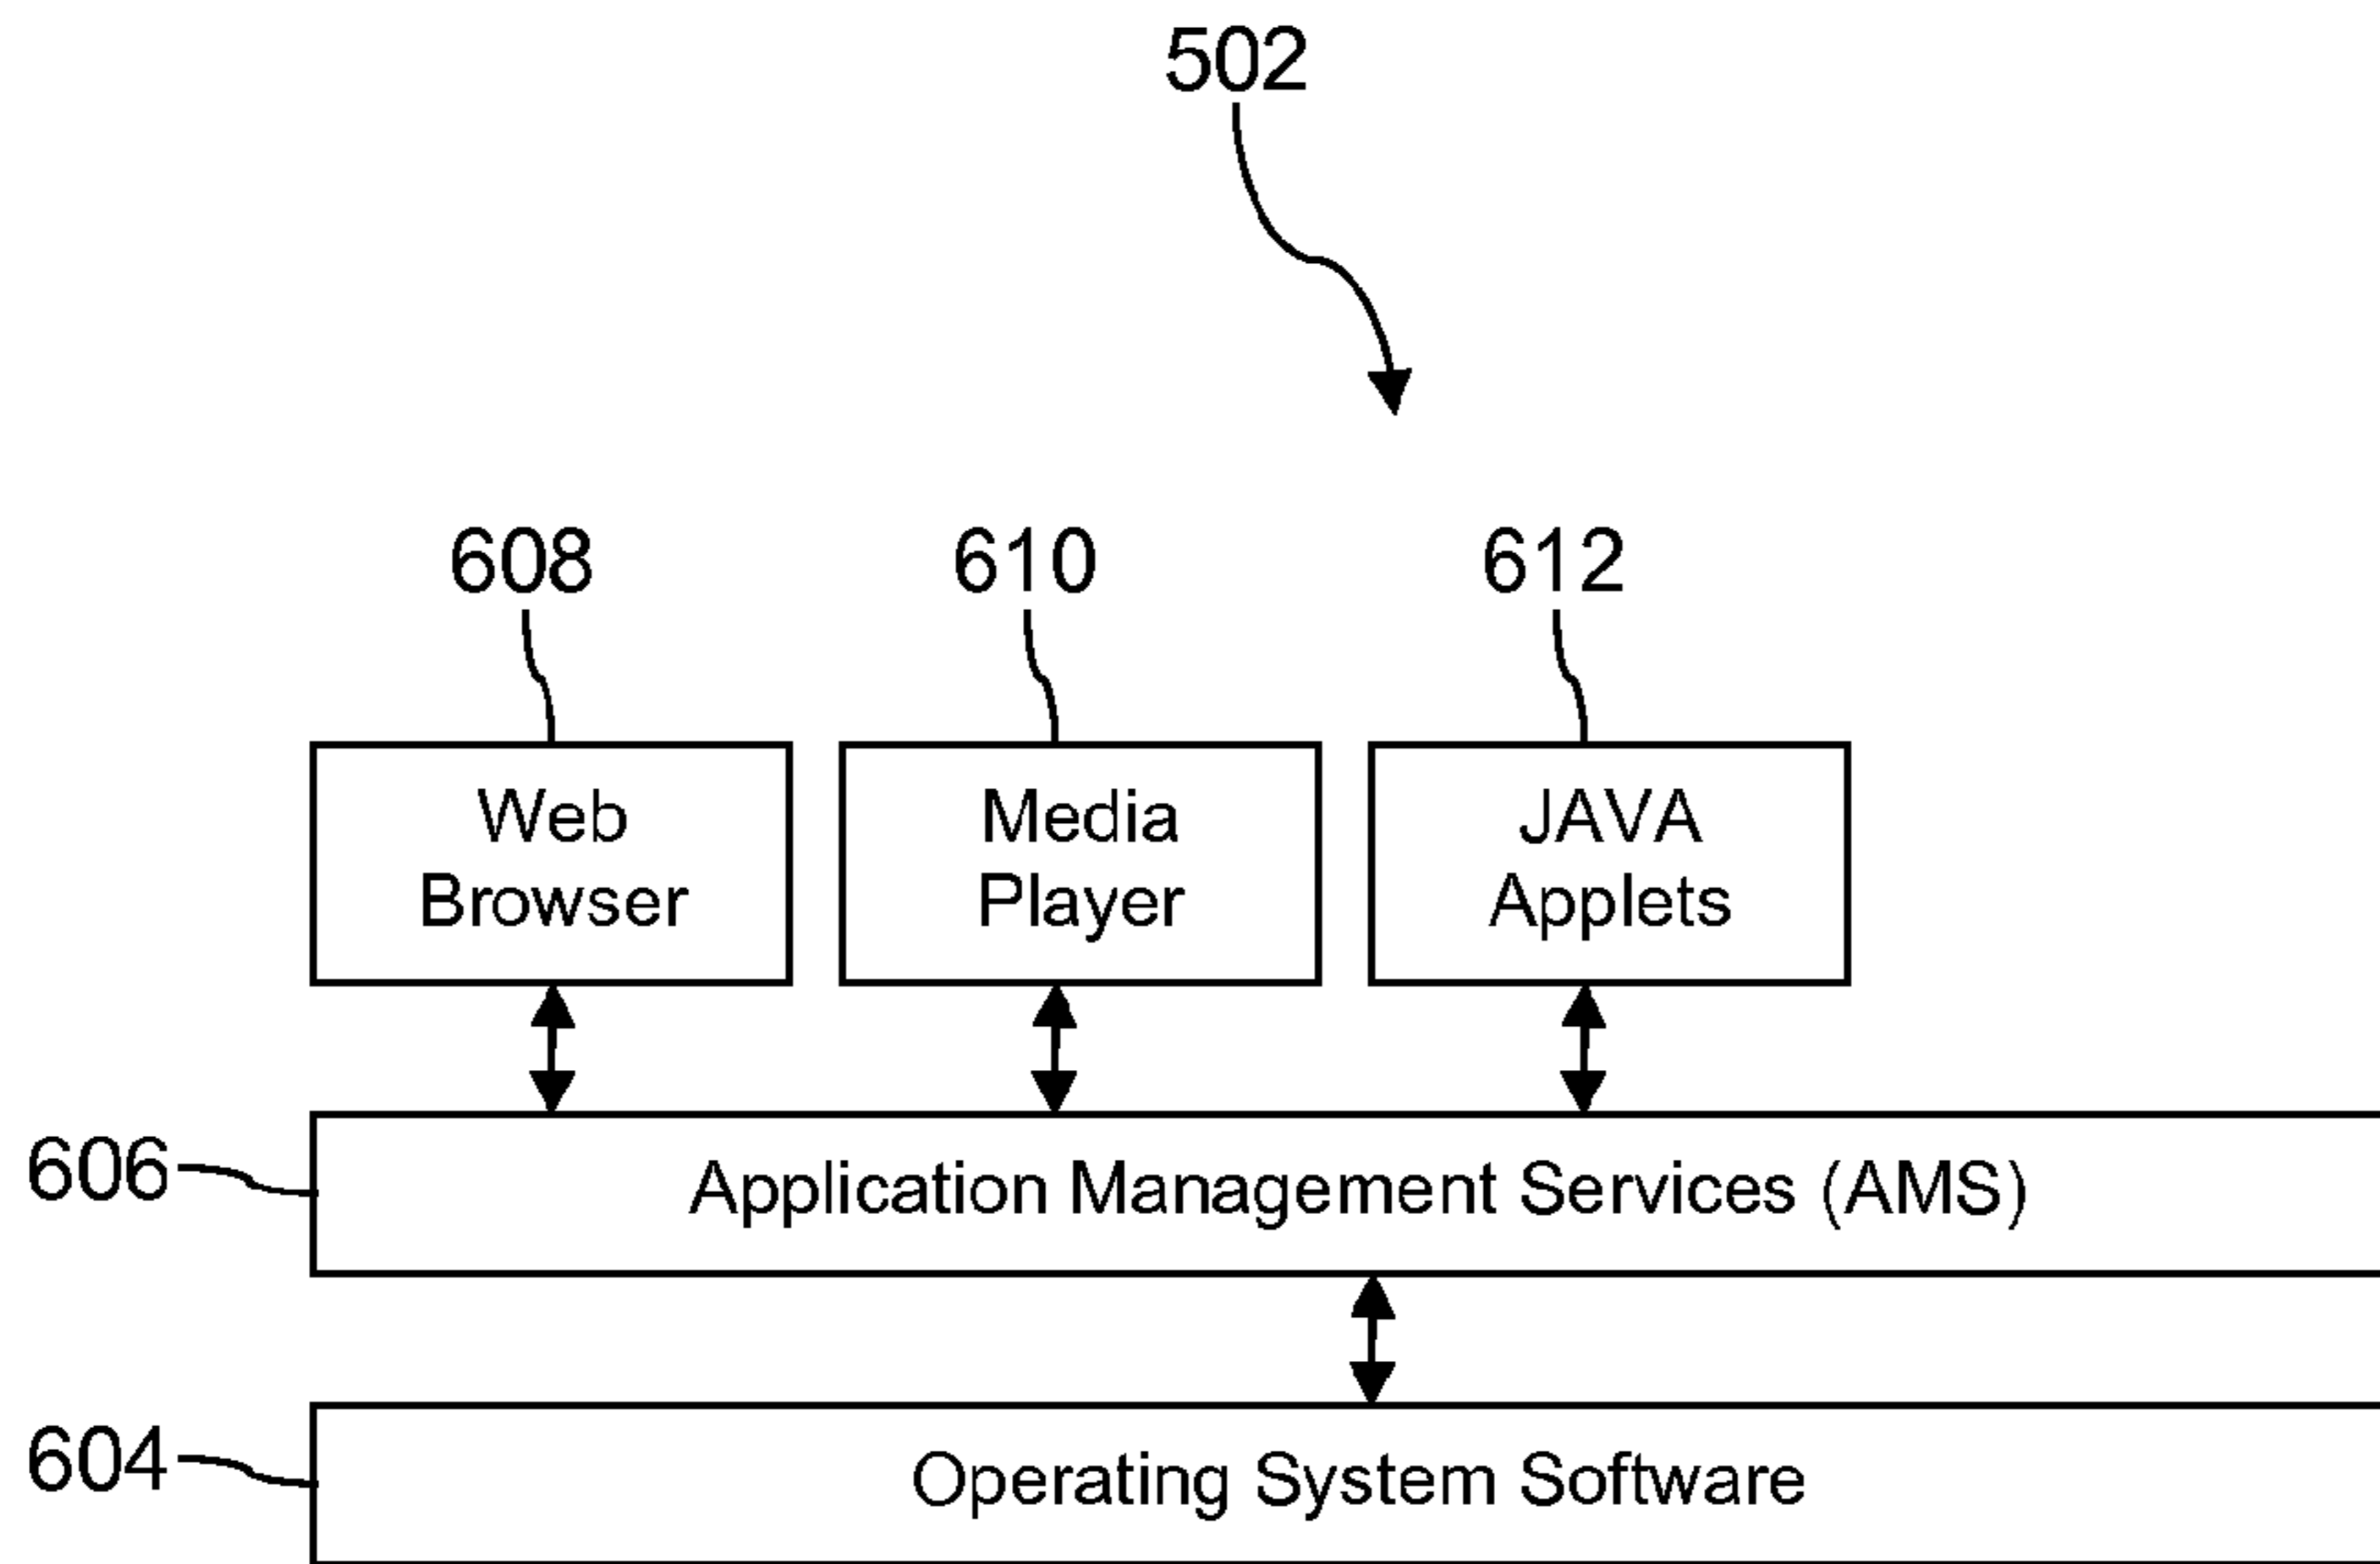 502
608
610
612
Web
Browser
Media
Player
JAVA
Applets
606
Application Management Services (AMS)
604
Operating System Software